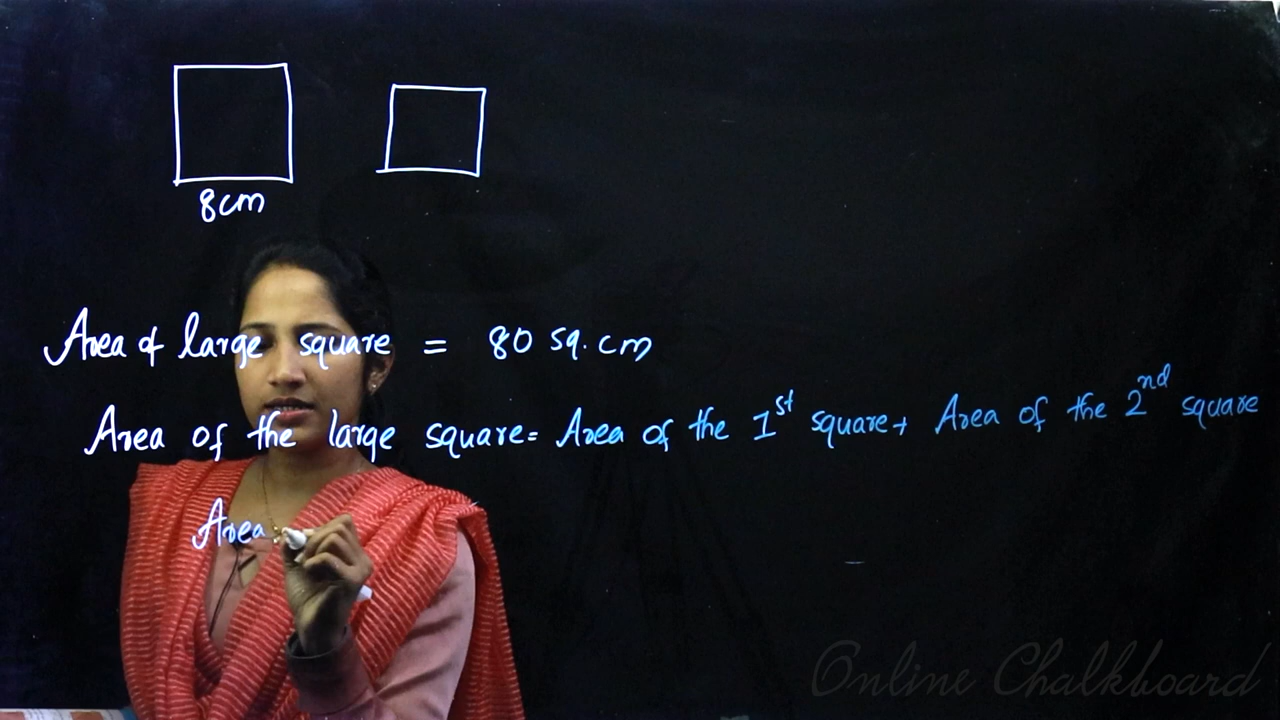 8cm
Area of large square = 80 sq. cm
Area of the large square = Area of the 1st square + Area of the 2nd square
Area
Online Chalkboard